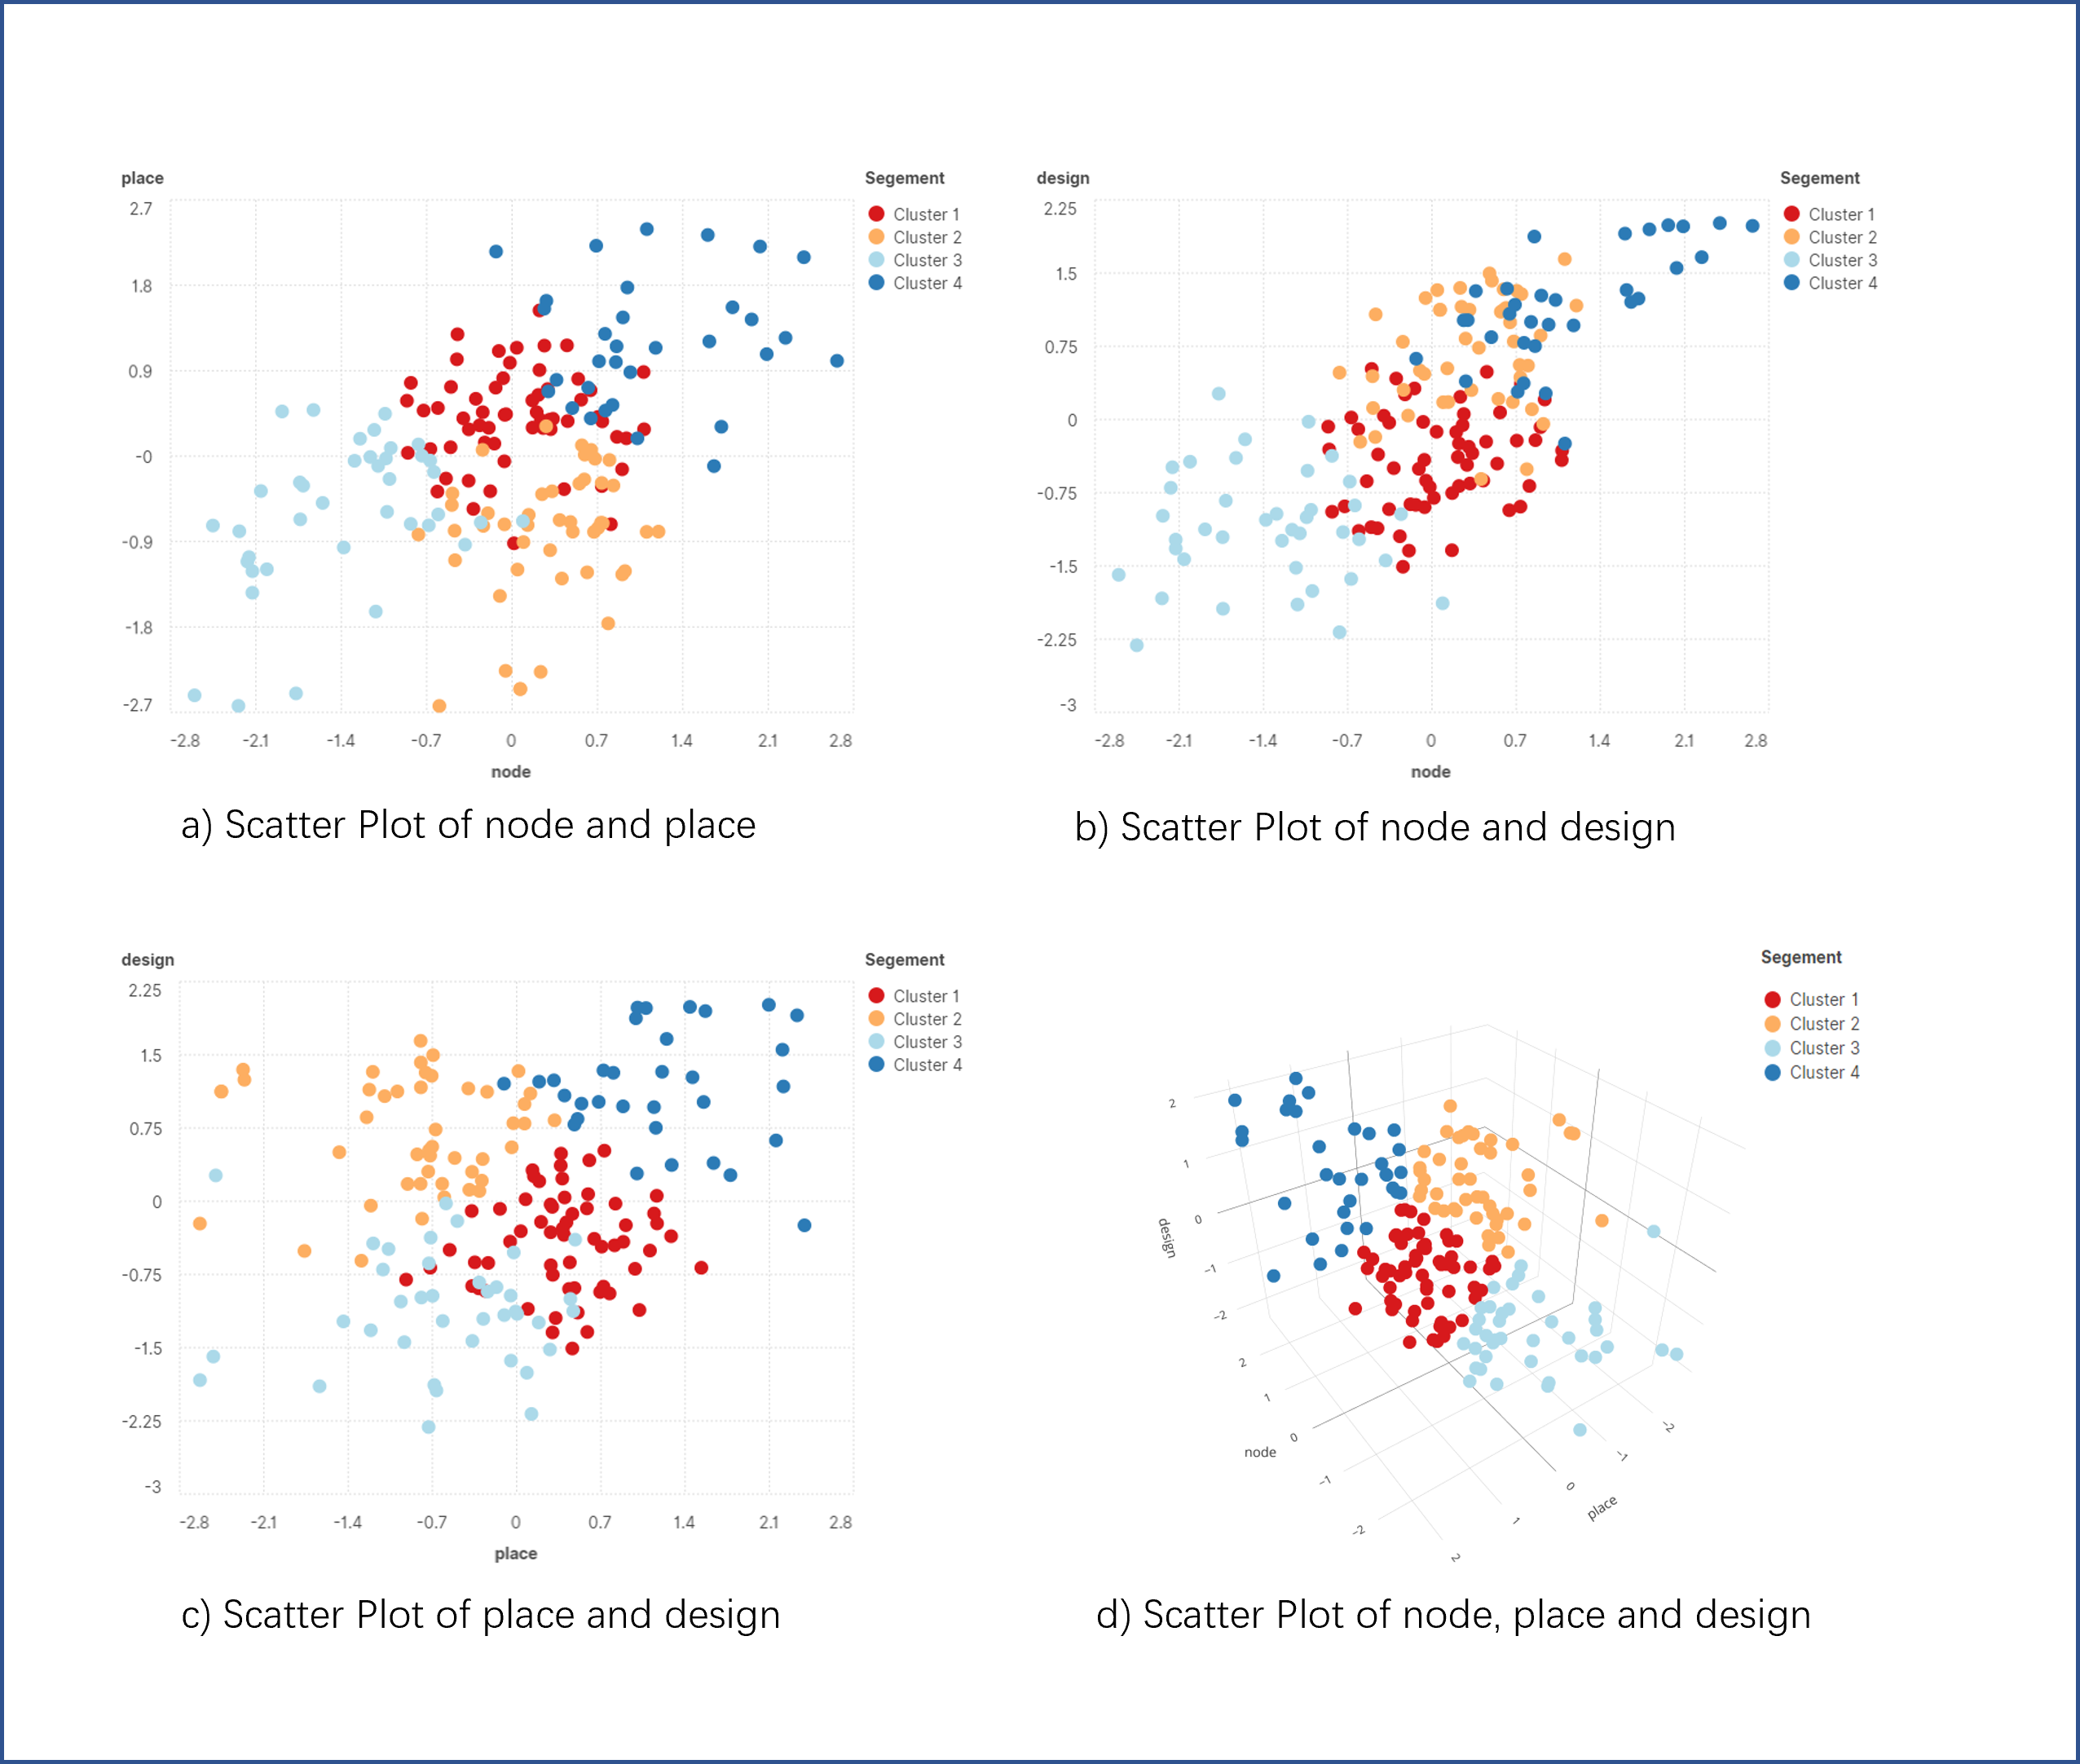 place
Segement
2.7
Cluster 1
Cluster 2
Cluster 3
Cluster 4
1.8
0.9
-0
-0.9
-1.8
-2.7
-2.8 -2.1 -1.4 -0.7 0 0.7 1.4 2.1 2.8
node
a) Scatter Plot of node and place
design
Segement
2.25
Cluster 1
Cluster 2
Cluster 3
Cluster 4
1.5
0.75
0
-0.75
-1.5
-2.25
-3
-2.8 -2.1 -1.4 -0.7 0 0.7 1.4 2.1 2.8
node
b) Scatter Plot of node and design
design
Segement
2.25
Cluster 1
Cluster 2
Cluster 3
Cluster 4
1.5
0.75
0
-0.75
-1.5
-2.25
-3
-2.8 -2.1 -1.4 -0.7 0 0.7 1.4 2.1 2.8
place
c) Scatter Plot of place and design
Segement
Cluster 1
Cluster 2
Cluster 3
Cluster 4
2
1
0
−1
−2
design
2
1
0
−1
−2
node
−2
−1
0
1
2
place
d) Scatter Plot of node, place and design